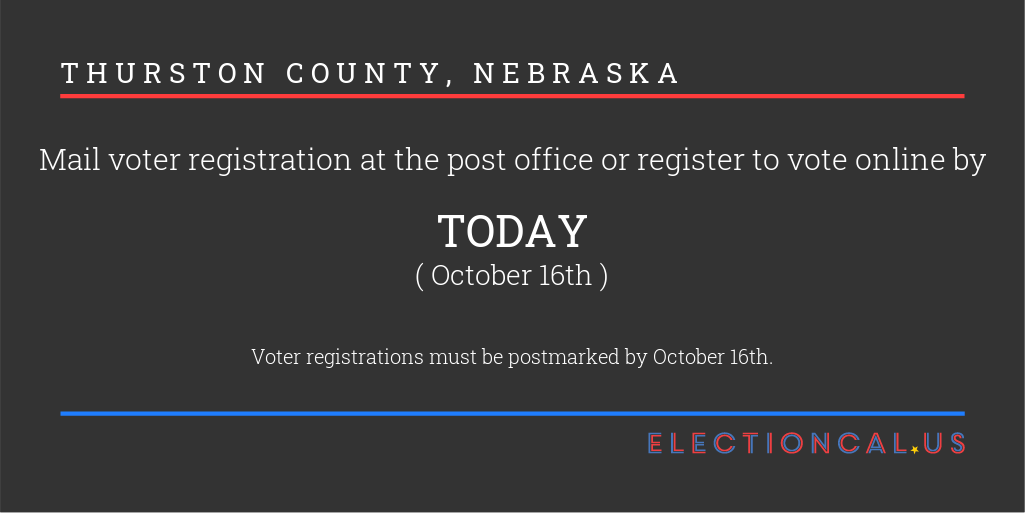 THURSTON COUNTY, NEBRASKA
Mail voter registration at the post office or register to vote online by
TODAY
( October 16th )
Voter registrations must be postmarked by October 16th.
ELECTIONCAL.US